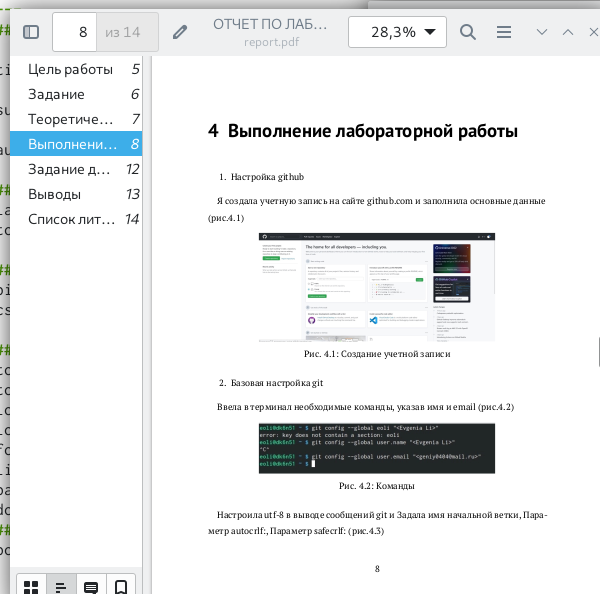 8 из 14
ОТЧЕТ ПО ЛАБ...
report.pdf
28,3%
Цель работы 5
Задание 6
Теоретиче... 7
Выполнени... 8
Задание д... 12
Выводы 13
Список лит... 14
4 Выполнение лабораторной работы
1. Настройка github
Я создала учетную запись на сайте github.com и заполнила основные данные
(рис.4.1)
The home for all developers — including you.
Рис. 4.1: Создание учетной записи
2. Базовая настройка git
Ввела в терминал необходимые команды, указав имя и email (рис.4.2)
eoli@dk6n51 ~ $ git config --global eoli "<Evgenia Li>"
error: key does not contain a section: eoli
eoli@dk6n51 ~ $ git config --global user.name "<Evgenia Li>"
^C"
eoli@dk6n51 ~ $ git config --global user.email "<geniy0404@mail.ru>"
eoli@dk6n51 ~ $
Рис. 4.2: Команды
Настроила utf-8 в выводе сообщений git и Задала имя начальной ветки, Пара-
метр autocrlf:, Параметр safecrlf: (рис.4.3)
8